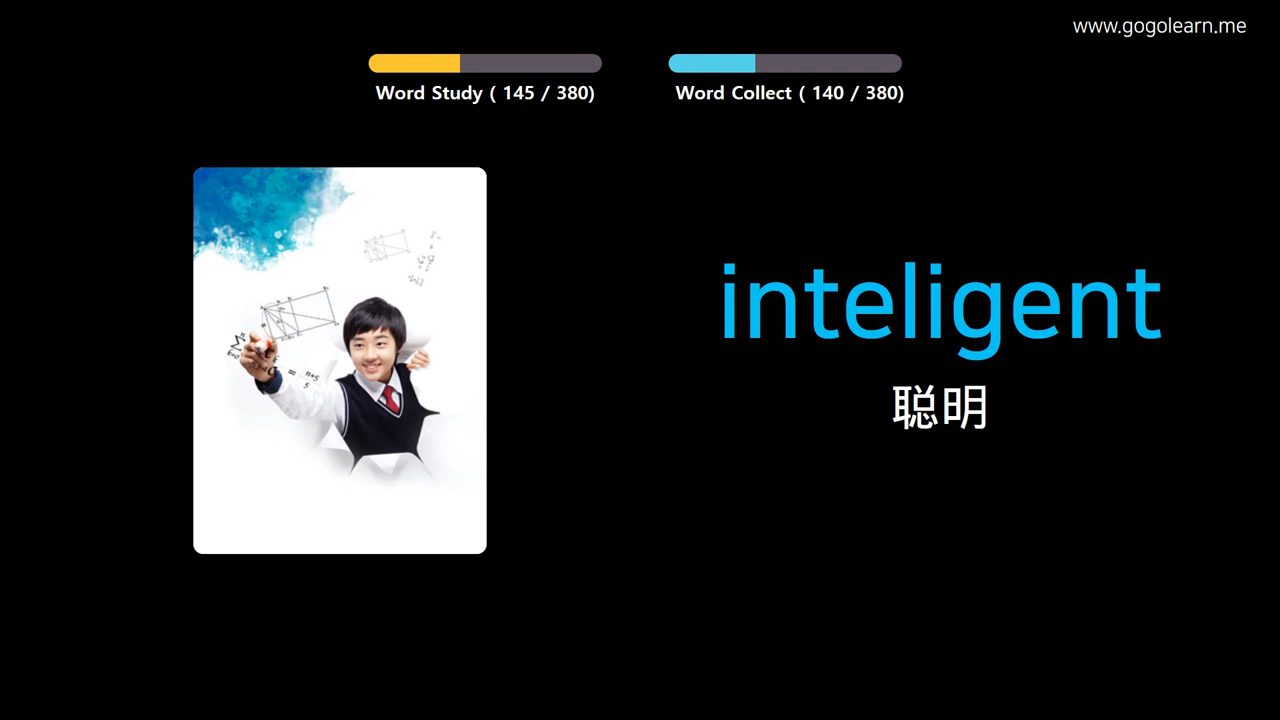 www.gogolearn.me
Word Study ( 145 / 380)
Word Collect ( 140 / 380)
inteligent
聪明